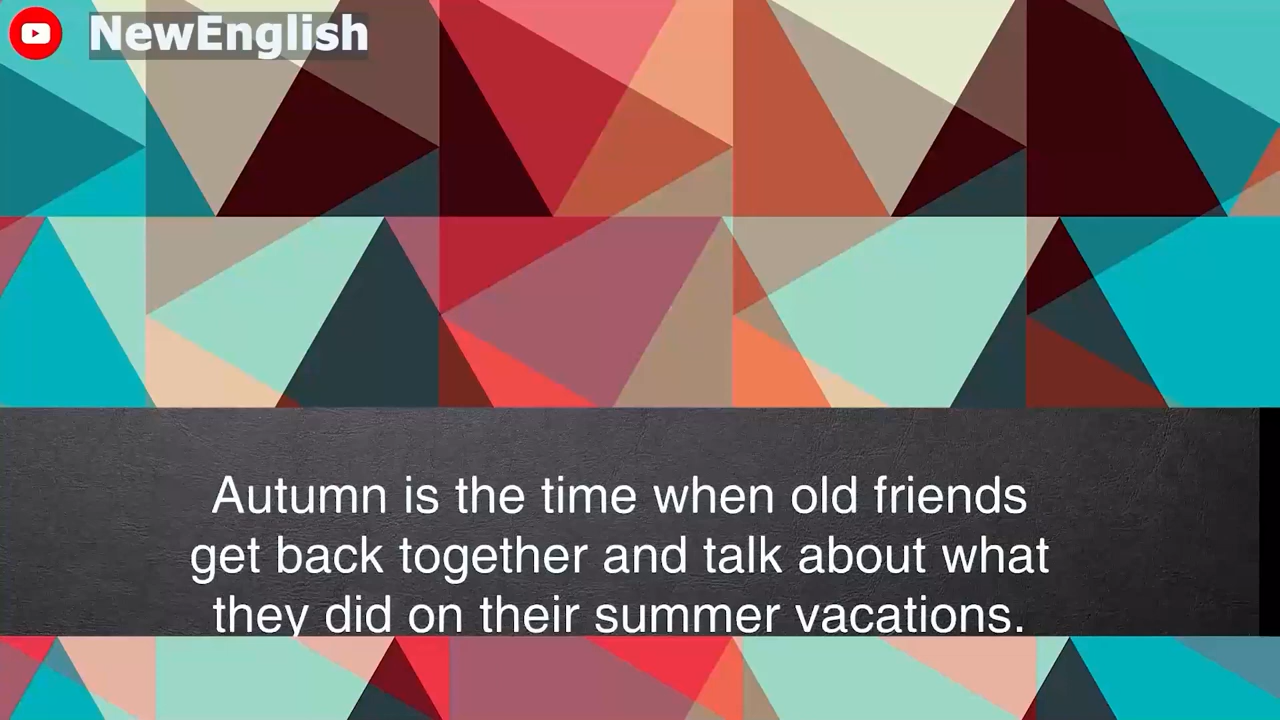 NewEnglish
Autumn is the time when old friends
get back together and talk about what
they did on their summer vacations.